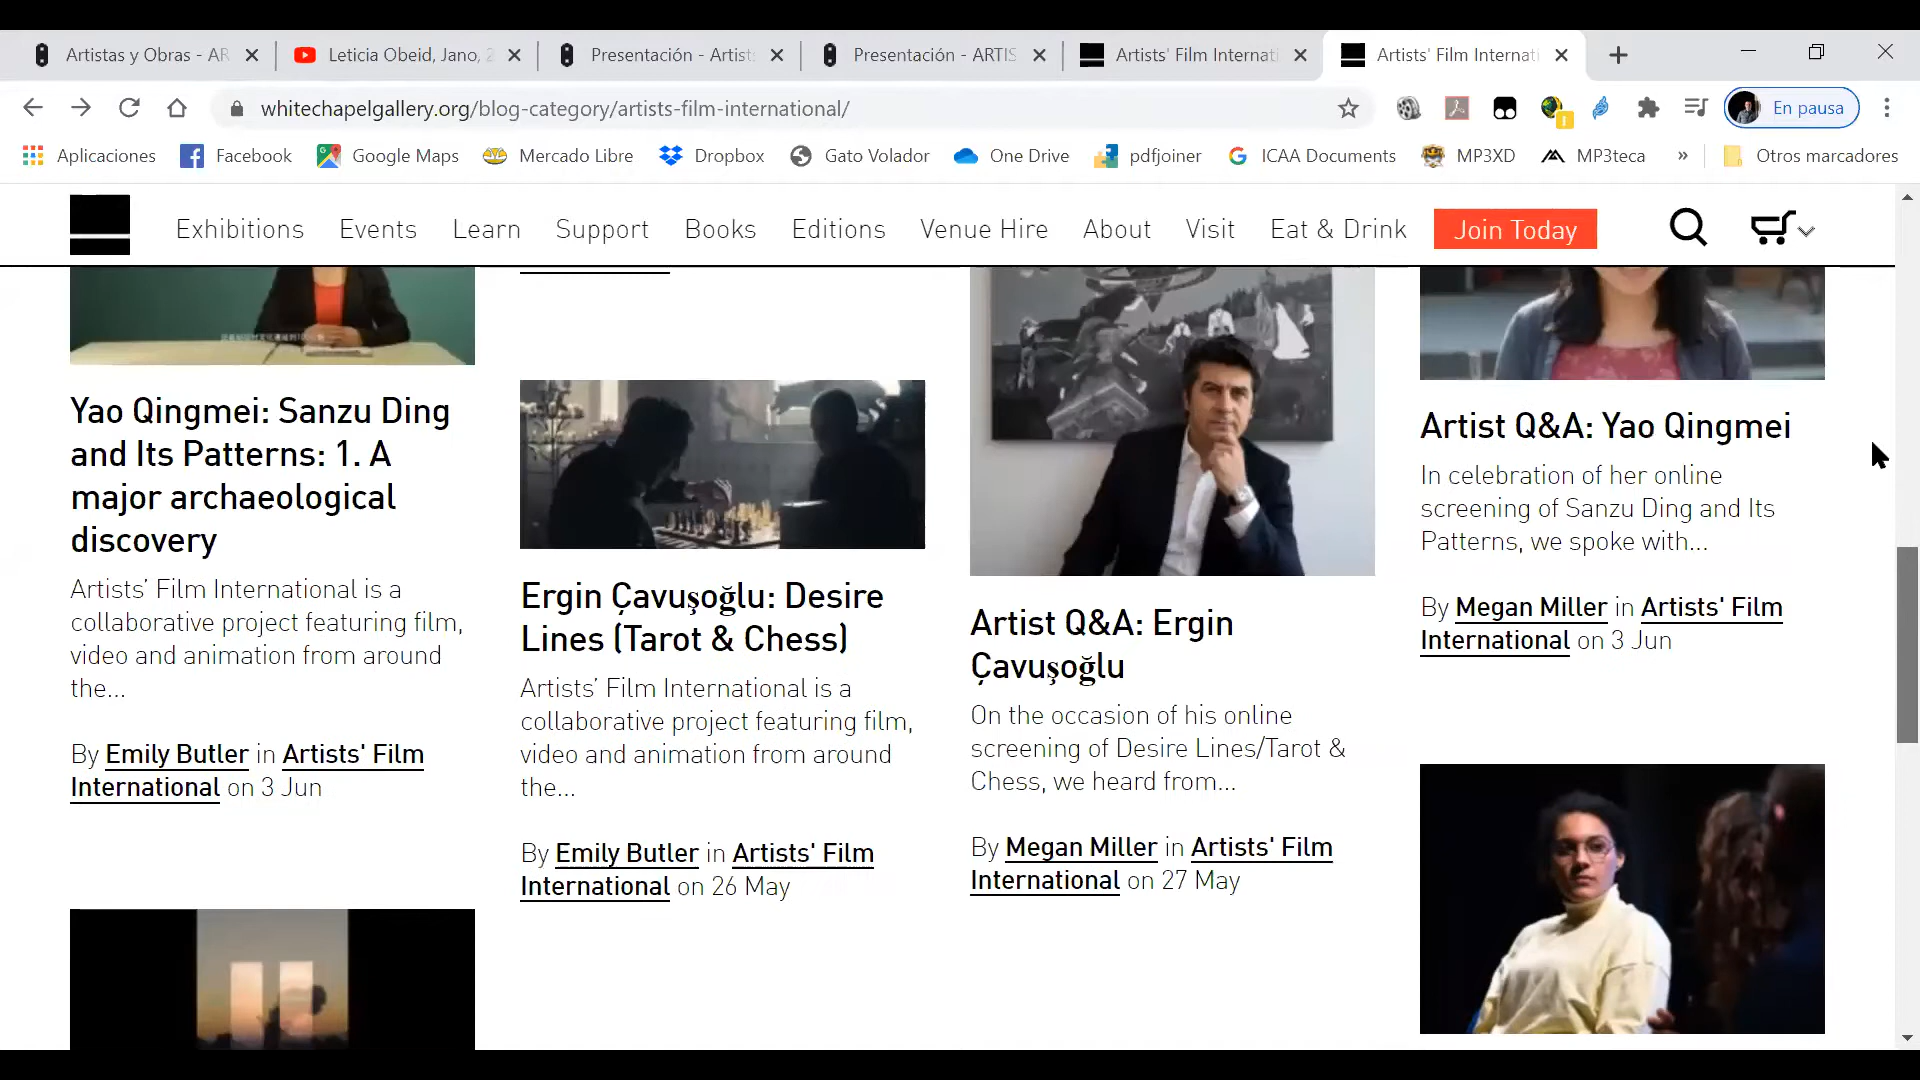 Artistas y Obras - AR
Leticia Obeid, Jano, 2
Presentación - Artist
Presentación - ARTIS
Artists' Film Internati
Artists' Film Internati
whitechapelgallery.org/blog-category/artists-film-international/
En pausa
Aplicaciones
Facebook
Google Maps
Mercado Libre
Dropbox
Gato Volador
One Drive
pdfjoiner
ICAA Documents
MP3XD
MP3teca
»
Otros marcadores
Exhibitions
Events
Learn
Support
Books
Editions
Venue Hire
About
Visit
Eat & Drink
Join Today
Yao Qingmei: Sanzu Ding
and Its Patterns: 1. A
major archaeological
discovery
Artists’ Film International is a
collaborative project featuring film,
video and animation from around
the...
By Emily Butler in Artists' Film
International on 3 Jun
Ergin Çavuşoğlu: Desire
Lines (Tarot & Chess)
Artists’ Film International is a
collaborative project featuring film,
video and animation from around
the...
By Emily Butler in Artists' Film
International on 26 May
Artist Q&A: Ergin
Çavuşoğlu
On the occasion of his online
screening of Desire Lines/Tarot &
Chess, we heard from...
By Megan Miller in Artists' Film
International on 27 May
Artist Q&A: Yao Qingmei
In celebration of her online
screening of Sanzu Ding and Its
Patterns, we spoke with...
By Megan Miller in Artists' Film
International on 3 Jun